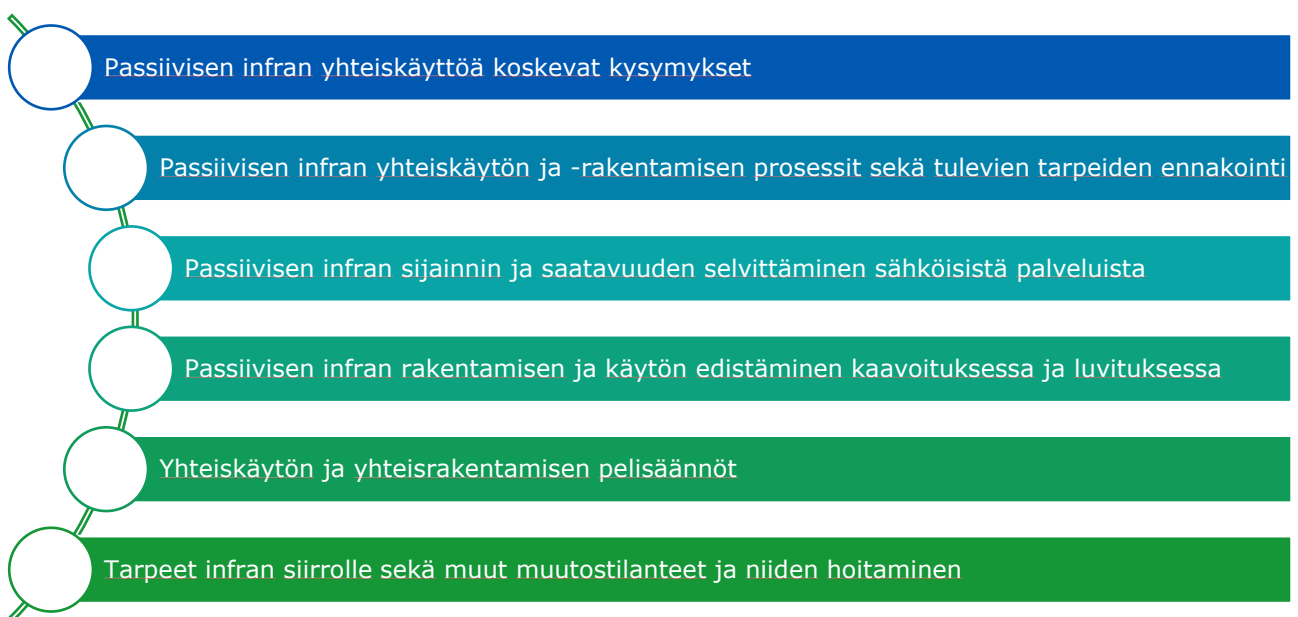 Passiivisen infran yhteiskäyttöä koskevat kysymykset
Passiivisen infran yhteiskäytön ja -rakentamisen prosessit sekä tulevien tarpeiden ennakointi
Passiivisen infran sijainnin ja saatavuuden selvittäminen sähköisistä palveluista
Passiivisen infran rakentamisen ja käytön edistäminen kaavoituksessa ja luvituksessa
Yhteiskäytön ja yhteisrakentamisen pelisäännöt
Tarpeet infran siirrolle sekä muut muutostilanteet ja niiden hoitaminen